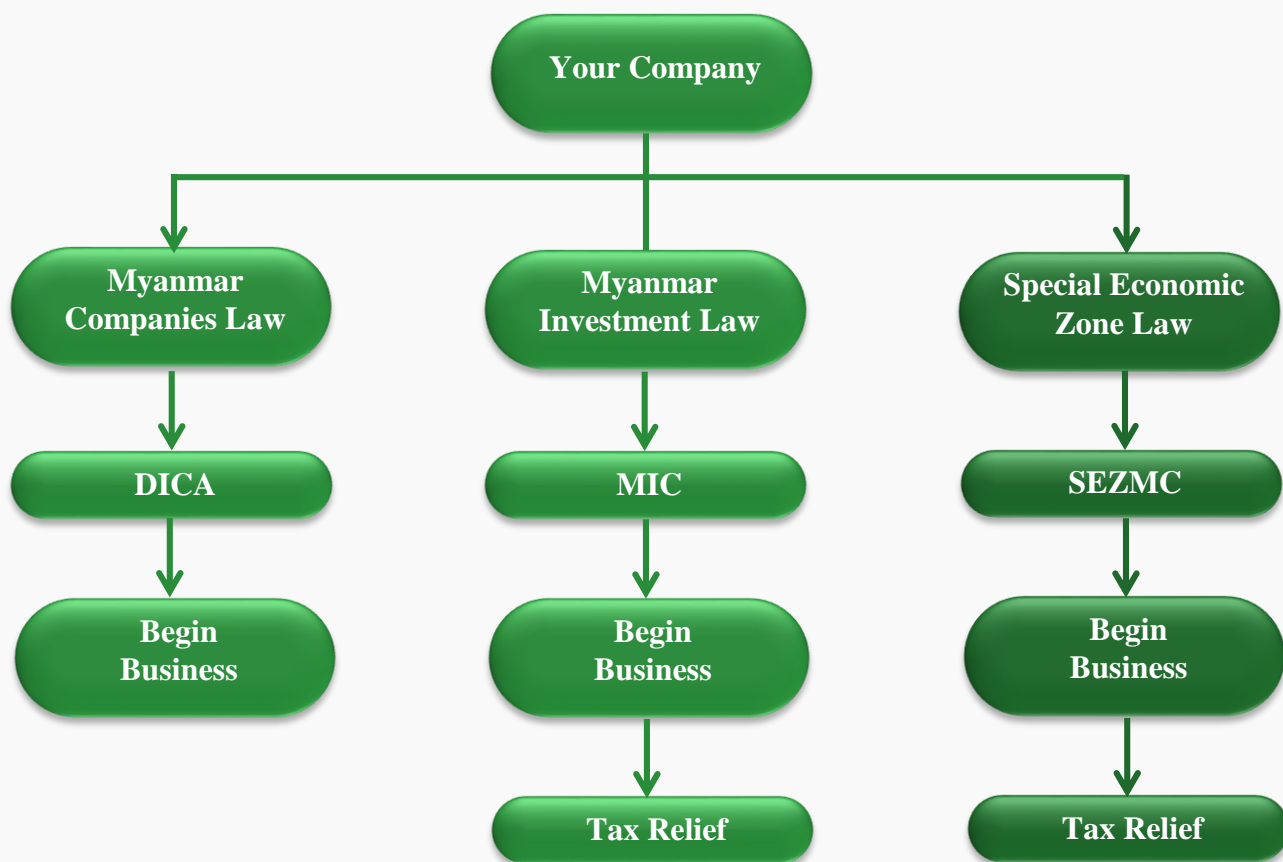 Your Company
Myanmar
Companies Law
Myanmar
Investment Law
Special Economic
Zone Law
DICA
MIC
SEZMC
Begin
Business
Begin
Business
Begin
Business
Tax Relief
Tax Relief